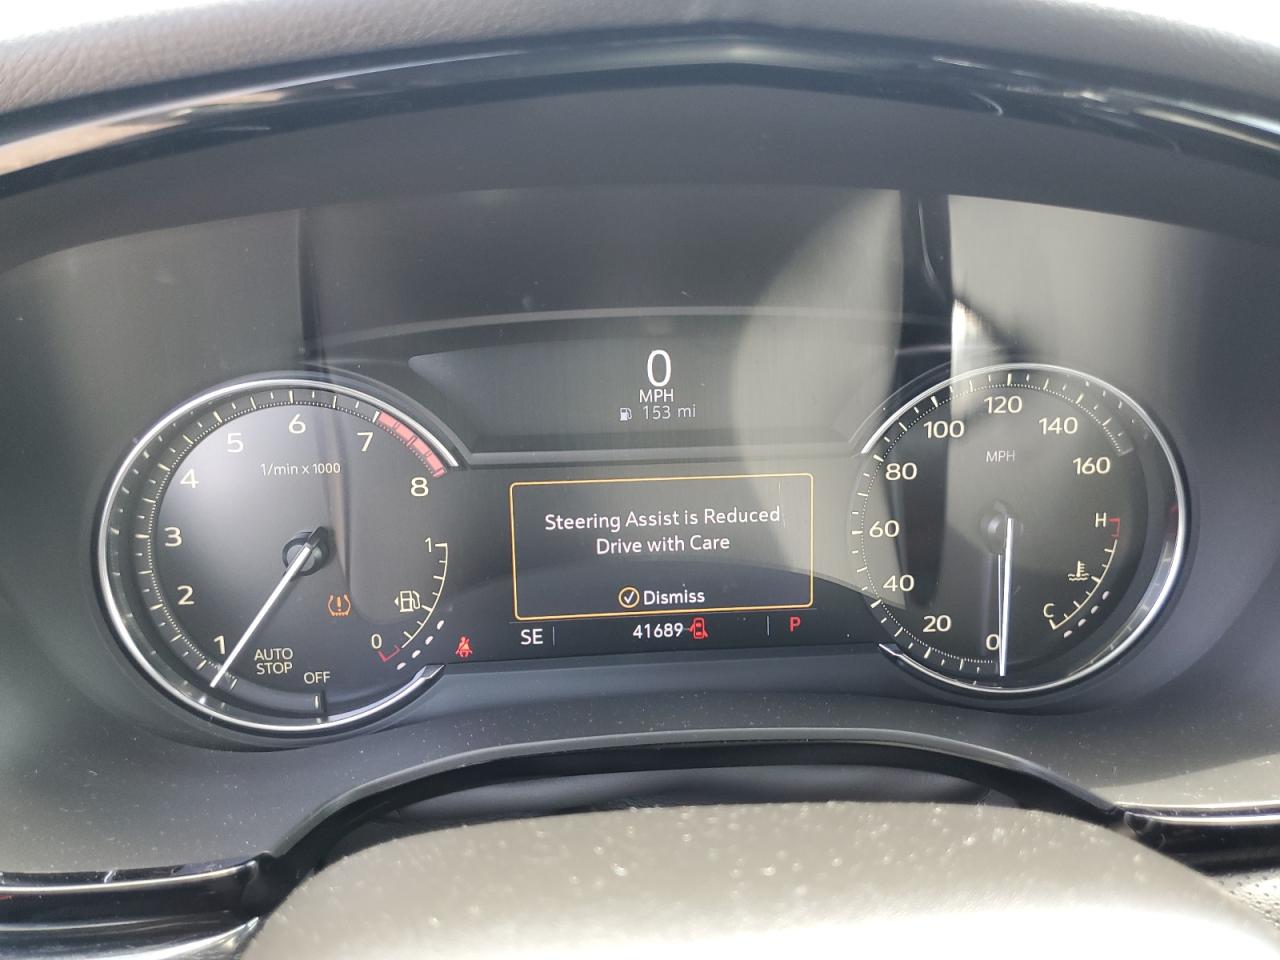 0
MPH
153 mi
1/min x 1000
1
2
3
4
5
6
7
8
AUTO
STOP
OFF
1
0
Steering Assist is Reduced
Drive with Care
Dismiss
SE
41689
P
MPH
0
20
40
60
80
100
120
140
160
H
C